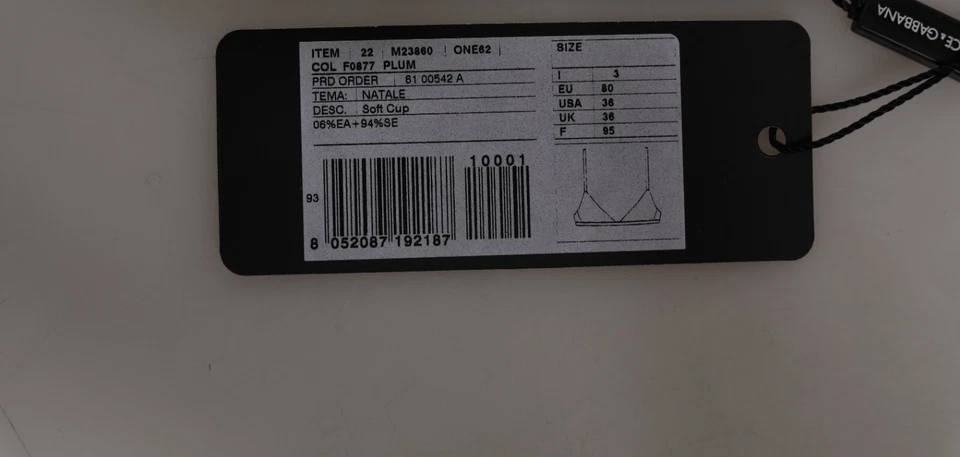 ITEM 22 M23860 ONE62
COL F0877 PLUM
PRD ORDER 61 00542 A
TEMA: NATALE
DESC. Soft Cup
06%EA+94%SE
93
10001
8 052087 192187
SIZE
I 3
EU 80
USA 36
UK 36
F 95
CE & GABBANA